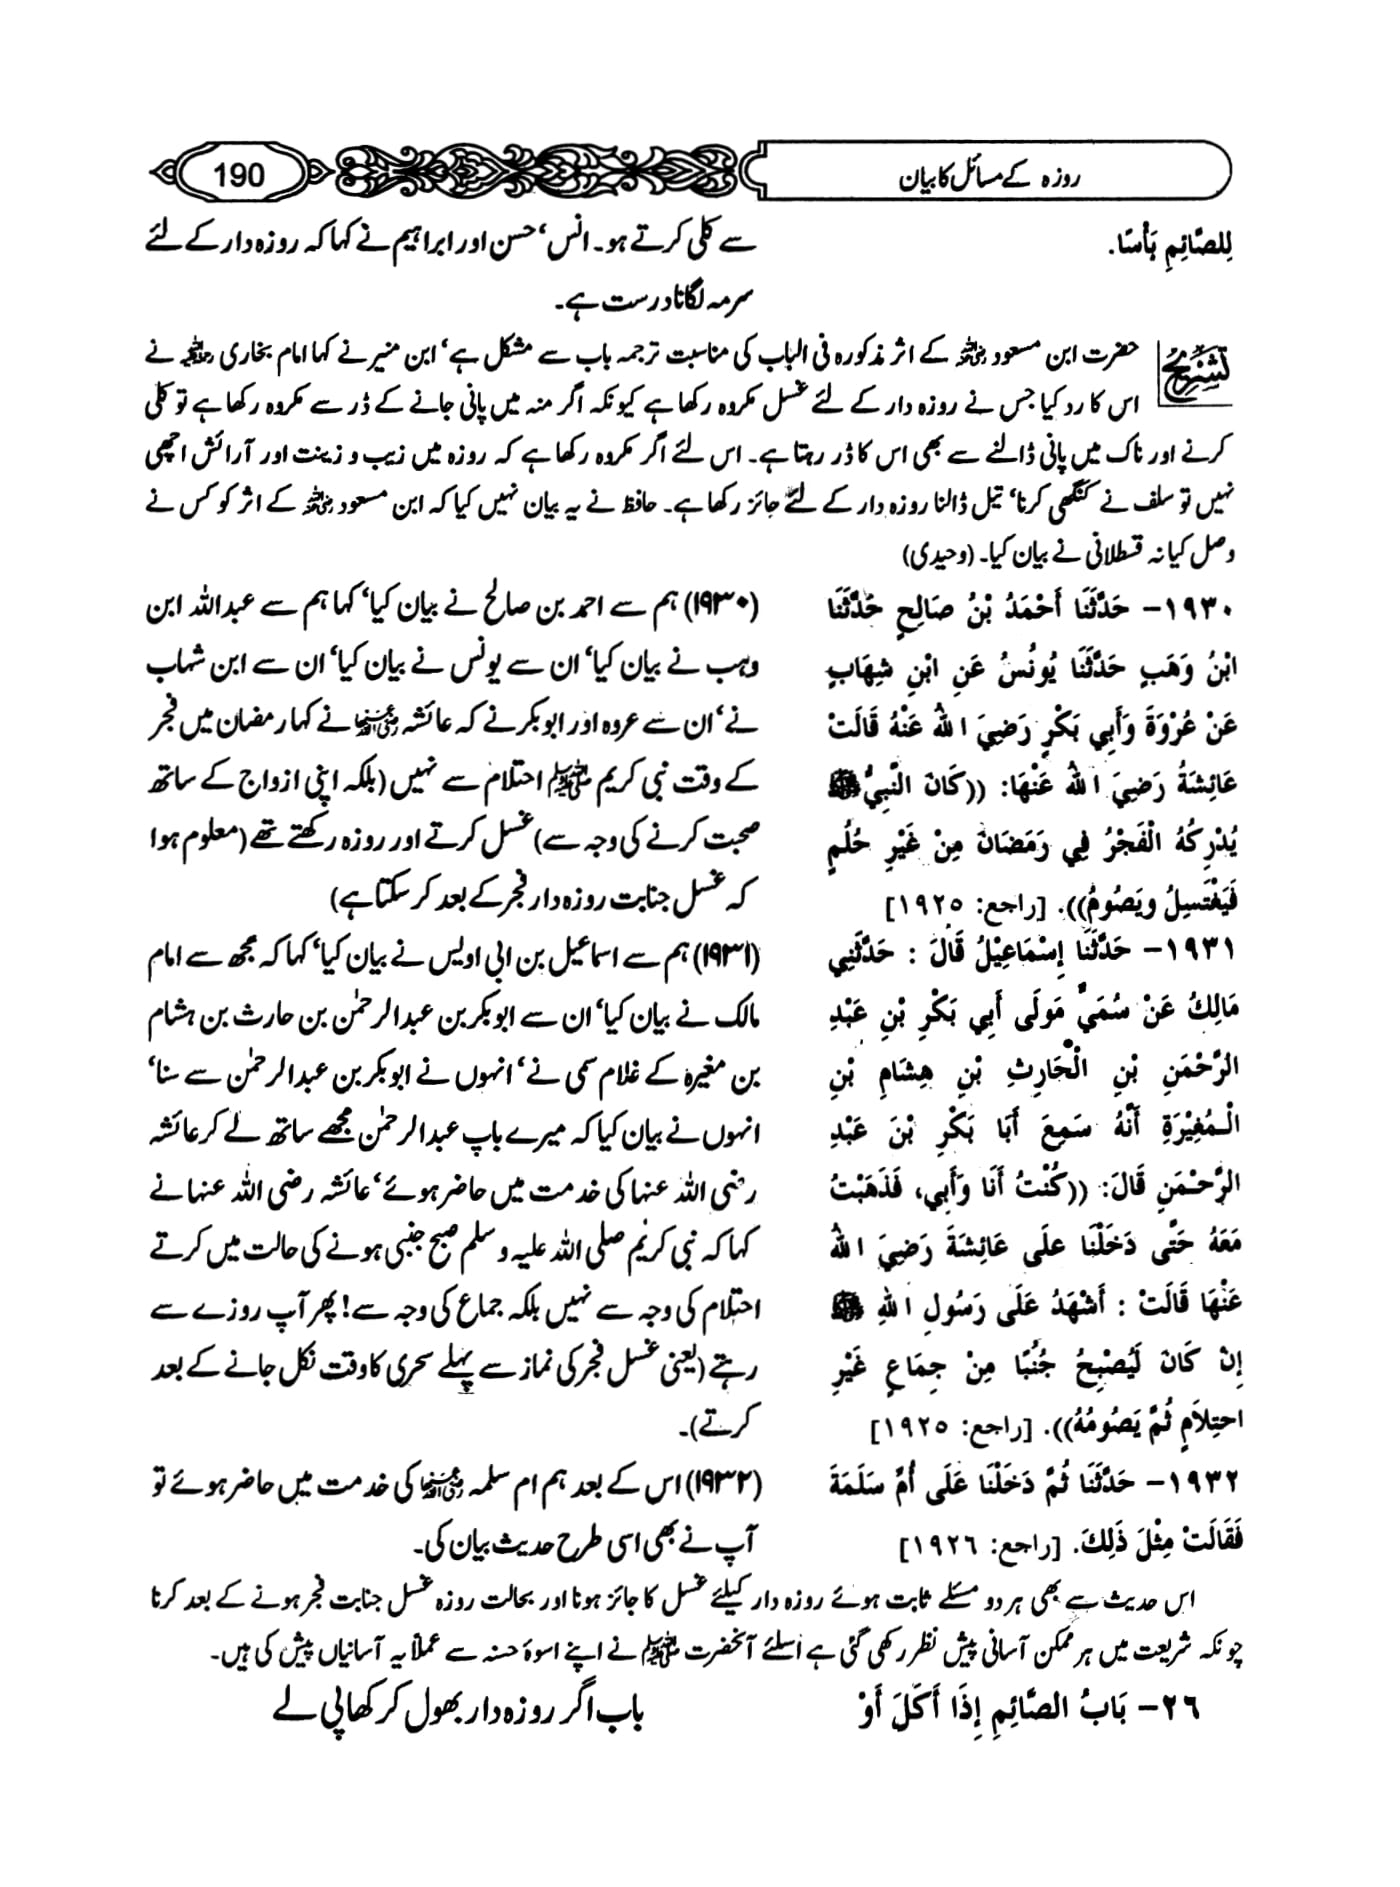 روزہ کے مسائل کا بیان
190
لِلصَّائِمِ بَأْسًا.
سے کلی کرتے ہو۔ انس‘ حسن اور ابراہیم نے کہا کہ روزہ دار کے لئے
سرمہ لگانا درست ہے۔
تشریح
حضرت ابن مسعود رضی اللہ عنہ کے اثر مذکورہ فی الباب کی مناسبت ترجمہ باب سے مشکل ہے‘ ابن منیر نے کہا امام بخاری رحمہ اللہ نے
اس کا رد کیا جس نے روزہ دار کے لئے غسل مکروہ رکھا ہے کیونکہ اگر منہ میں پانی جانے کے ڈر سے مکروہ رکھا ہے تو کلی
کرنے اور ناک میں پانی ڈالنے سے بھی اس کا ڈر رہتا ہے۔ اس لئے اگر مکروہ رکھا ہے کہ روزہ میں زیب و زینت اور آرائش اچھی
نہیں تو سلف نے کنگھی کرنا‘ تیل ڈالنا روزہ دار کے لئے جائز رکھا ہے۔ حافظ نے یہ بیان نہیں کیا کہ ابن مسعود رضی اللہ عنہ کے اثر کو کس نے
وصل کیا نہ قسطلانی نے بیان کیا۔ (وحیدی)
١٩٣٠- حَدَّثَنَا أَحْمَدُ بْنُ صَالِحٍ حَدَّثَنَا
ابْنُ وَهَبٍ حَدَّثَنَا يُونُسُ عَنِ ابْنِ شِهَابٍ
عَنْ عُرْوَةَ وَأَبِي بَكْرٍ رَضِيَ اللهُ عَنْهُ قَالَتْ
عَائِشَةُ رَضِيَ اللهُ عَنْهَا: ((كَانَ النَّبِيُّ ﷺ
يُدْرِكُهُ الْفَجْرُ فِي رَمَضَانَ مِنْ غَيْرِ حُلُمٍ
فَيَغْتَسِلُ ويَصُومُ)). [راجع: ١٩٢٥]
(۱۹۳۰) ہم سے احمد بن صالح نے بیان کیا‘ کہا ہم سے عبداللہ ابن
وہب نے بیان کیا‘ ان سے یونس نے بیان کیا‘ ان سے ابن شہاب
نے‘ ان سے عروہ اور ابوبکر نے کہ عائشہ رضی اللہ عنہا نے کہا رمضان میں فجر
کے وقت نبی کریم ﷺ احتلام سے نہیں (بلکہ اپنی ازواج کے ساتھ
صحبت کرنے کی وجہ سے) غسل کرتے اور روزہ رکھتے تھے (معلوم ہوا
کہ غسل جنابت روزہ دار فجر کے بعد کر سکتا ہے)
١٩٣١- حَدَّثَنَا إِسْمَاعِيْلُ قَالَ : حَدَّثَنِي
مَالِكُ عَنْ سُمَيٍّ مَوْلَى أَبِي بَكْرِ بْنِ عَبْدِ
الرَّحْمَنِ بْنِ الْحَارِثِ بْنِ هِشَامِ بْنِ
الْمُغِيْرَةِ أَنَّهُ سَمِعَ أَبَا بَكْرِ بْنَ عَبْدِ
الرَّحْمَنِ قَالَ: ((كُنْتُ أَنَا وَأَبِي، فَذَهَبْتُ
مَعَهُ حَتَّى دَخَلْنَا عَلَى عَائِشَةَ رَضِيَ اللهُ
عَنْهَا قَالَتْ : أَشْهَدُ عَلَى رَسُولِ اللهِ ﷺ
إِنْ كَانَ لَيُصْبِحُ جُنُبًا مِنْ جِمَاعٍ غَيْرِ
احتِلاَمٍ ثُمَّ يَصُومُهُ)). [راجع: ١٩٢٥]
(۱۹۳۱) ہم سے اسماعیل بن ابی اویس نے بیان کیا‘ کہا کہ مجھ سے امام
مالک نے بیان کیا‘ ان سے ابوبکر بن عبدالرحمٰن بن حارث بن ہشام
بن مغیرہ کے غلام سمی نے‘ انہوں نے ابوبکر بن عبدالرحمٰن سے سنا‘
انہوں نے بیان کیا کہ میرے باپ عبدالرحمٰن مجھے ساتھ لے کر عائشہ
رضی اللہ عنہا کی خدمت میں حاضر ہوئے‘ عائشہ رضی اللہ عنہا نے
کہا کہ نبی کریم صلی اللہ علیہ وسلم صبح جنبی ہونے کی حالت میں کرتے
احتلام کی وجہ سے نہیں بلکہ جماع کی وجہ سے! پھر آپ روزے سے
رہتے (یعنی غسل فجر کی نماز سے پہلے سحری کا وقت نکل جانے کے بعد
کرتے)۔
١٩٣٢- حَدَّثَنَا ثُمَّ دَخَلْنَا عَلَى أُمِّ سَلَمَةَ
فَقَالَتْ مِثْلَ ذَلِكَ. [راجع: ١٩٢٦]
(۱۹۳۲) اس کے بعد ہم ام سلمہ رضی اللہ عنہا کی خدمت میں حاضر ہوئے تو
آپ نے بھی اسی طرح حدیث بیان کی۔
اس حدیث سے بھی ہر دو مسئلے ثابت ہوئے روزہ دار کیلئے غسل کا جائز ہونا اور بحالت روزہ غسل جنابت فجر ہونے کے بعد کرنا
چونکہ شریعت میں ہر ممکن آسانی پیش نظر رکھی گئی ہے اسلئے آنحضرت ﷺ نے اپنے اسوۂ حسنہ سے عملاً یہ آسانیاں پیش کی ہیں۔
٢٦- بَابُ الصَّائِمِ إِذَا أَكَلَ أَوْ
باب اگر روزہ دار بھول کر کھا پی لے